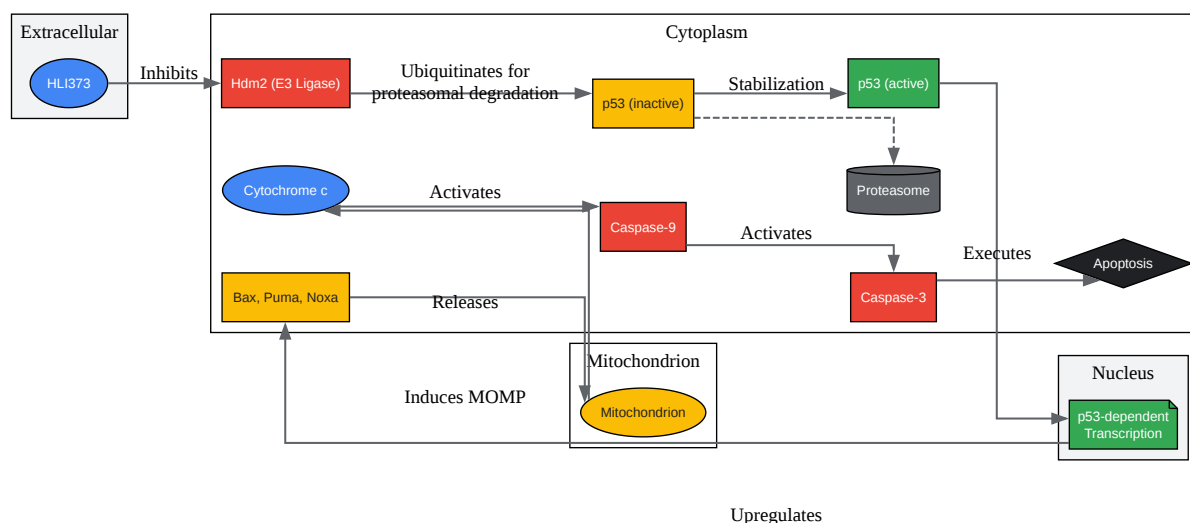 Extracellular
Cytoplasm
HLI373
Inhibits
Hdm2 (E3 Ligase)
Ubiquitinates for
proteasomal degradation
p53 (inactive)
Stabilization
p53 (active)
Cytochrome c
Activates
Proteasome
Caspase-9
Activates
Executes
Apoptosis
Bax, Puma, Noxa
Releases
Caspase-3
Mitochondrion
Nucleus
Induces MOMP
Mitochondrion
p53-dependent
Transcription
Upregulates